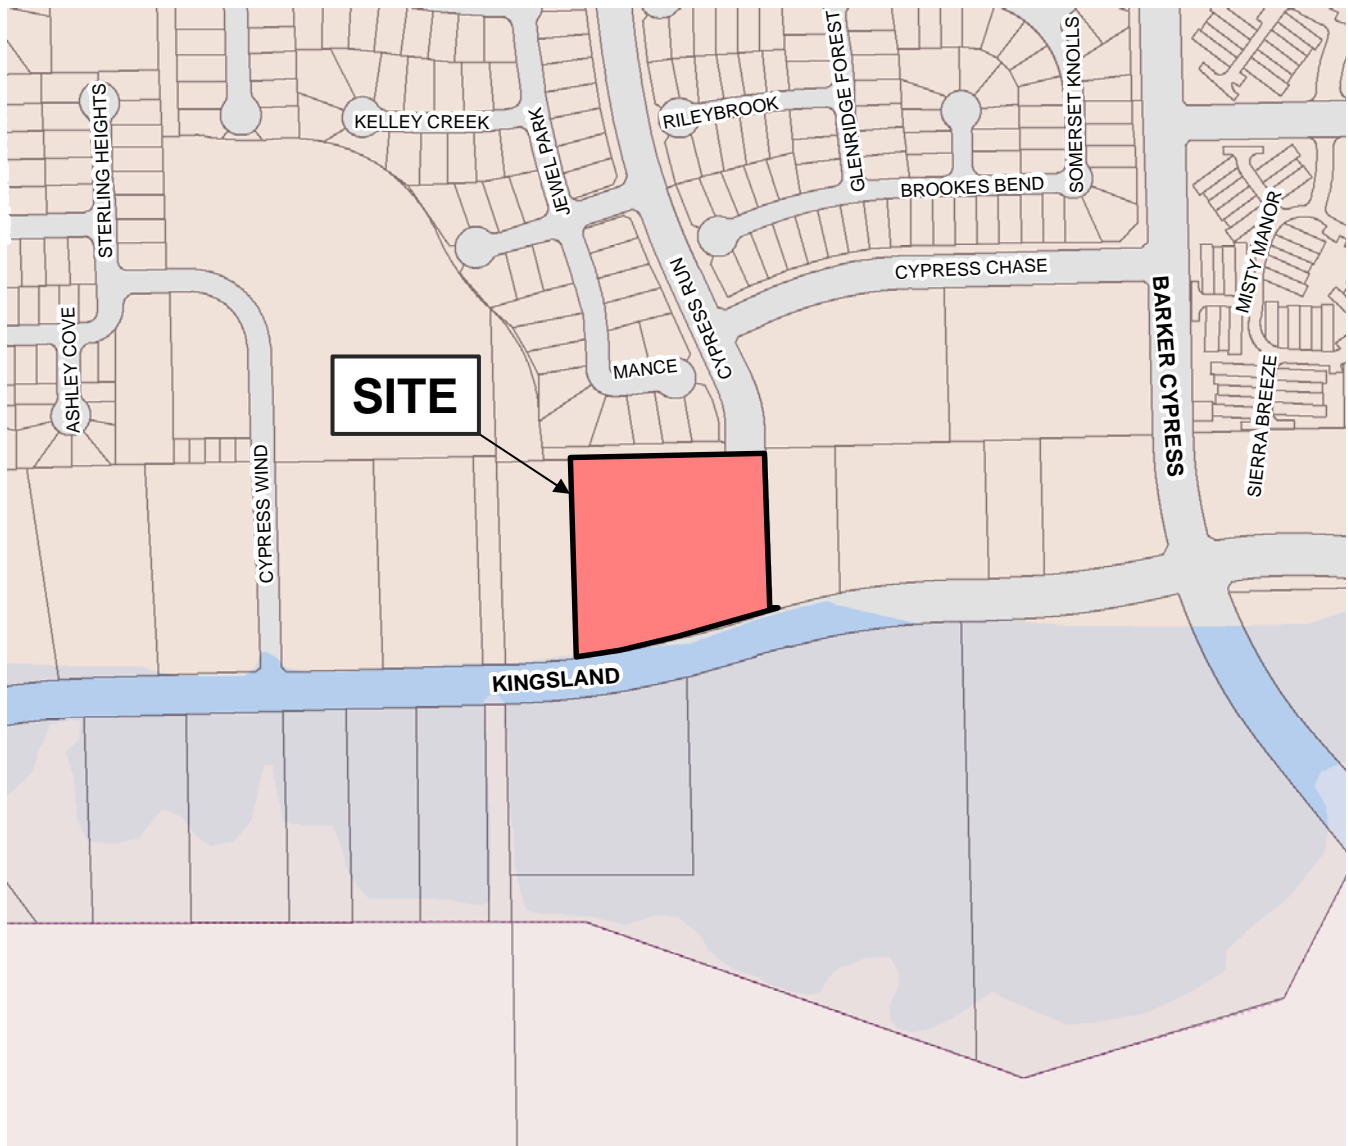 GLENRIDGE FOREST
SOMERSET KNOLLS
STERLING HEIGHTS
KELLEY CREEK
JEWEL PARK
RILEYBROOK
BROOKES BEND
MISTY MANOR
CYPRESS CHASE
CYPRESS RUN
BARKER CYPRESS
ASHLEY COVE
MANCE
SIERRA BREEZE
SITE
CYPRESS WIND
KINGSLAND